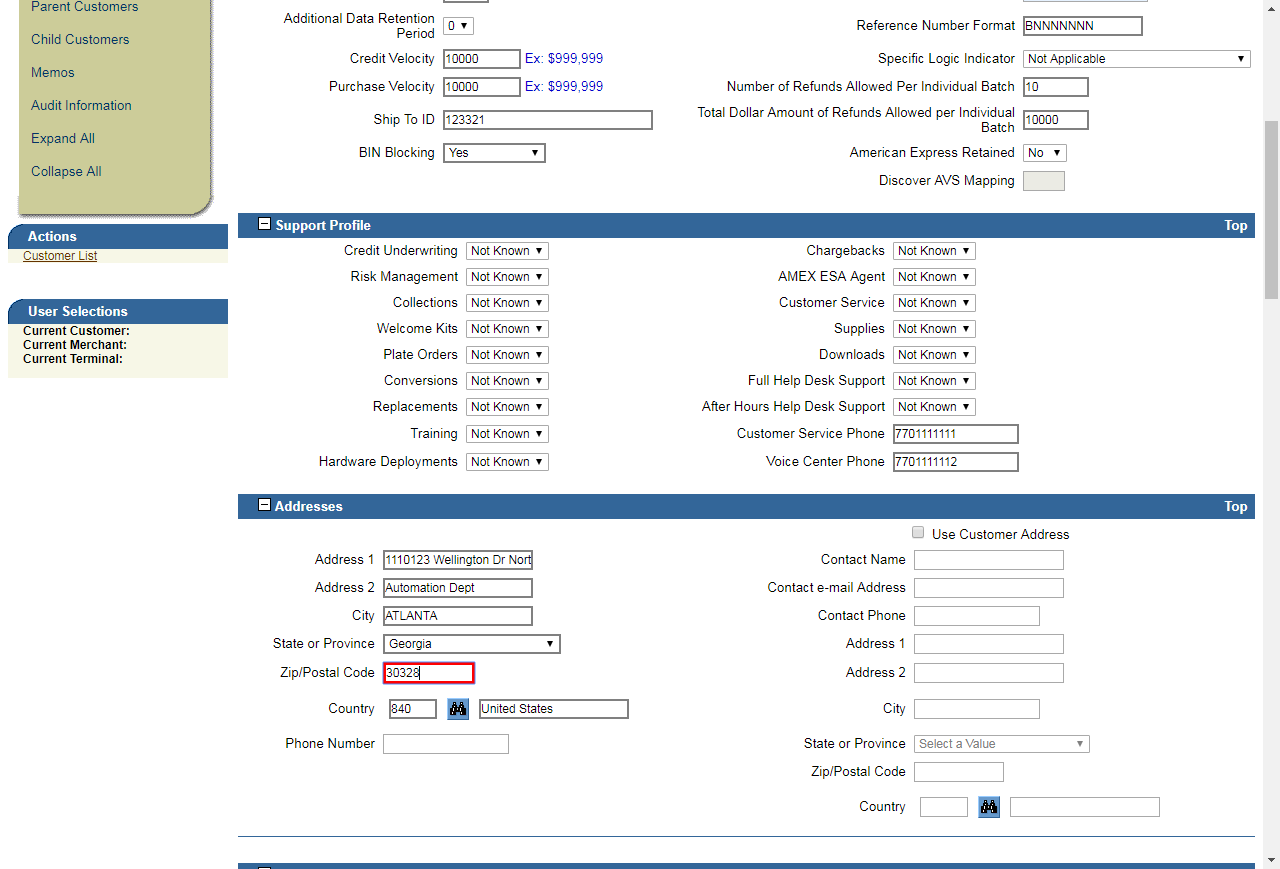 Parent Customers
Child Customers
Memos
Audit Information
Expand All
Collapse All
Actions
Customer List
User Selections
Current Customer:
Current Merchant:
Current Terminal:
Additional Data Retention
Period 0
Reference Number Format BNNNNNNN
Credit Velocity 10000 Ex: $999,999
Specific Logic Indicator Not Applicable
Purchase Velocity 10000 Ex: $999,999
Number of Refunds Allowed Per Individual Batch 10
Ship To ID 123321
Total Dollar Amount of Refunds Allowed per Individual
Batch 10000
BIN Blocking Yes
American Express Retained No
Discover AVS Mapping
Support Profile Top
Credit Underwriting Not Known Chargebacks Not Known
Risk Management Not Known AMEX ESA Agent Not Known
Collections Not Known Customer Service Not Known
Welcome Kits Not Known Supplies Not Known
Plate Orders Not Known Downloads Not Known
Conversions Not Known Full Help Desk Support Not Known
Replacements Not Known After Hours Help Desk Support Not Known
Training Not Known Customer Service Phone 7701111111
Hardware Deployments Not Known Voice Center Phone 7701111112
Addresses Top
Use Customer Address
Address 1 1110123 Wellington Dr Nort
Contact Name
Address 2 Automation Dept
Contact e-mail Address
City ATLANTA
Contact Phone
State or Province Georgia
Address 1
Zip/Postal Code 30328
Address 2
Country 840 United States
City
Phone Number
State or Province Select a Value
Zip/Postal Code
Country